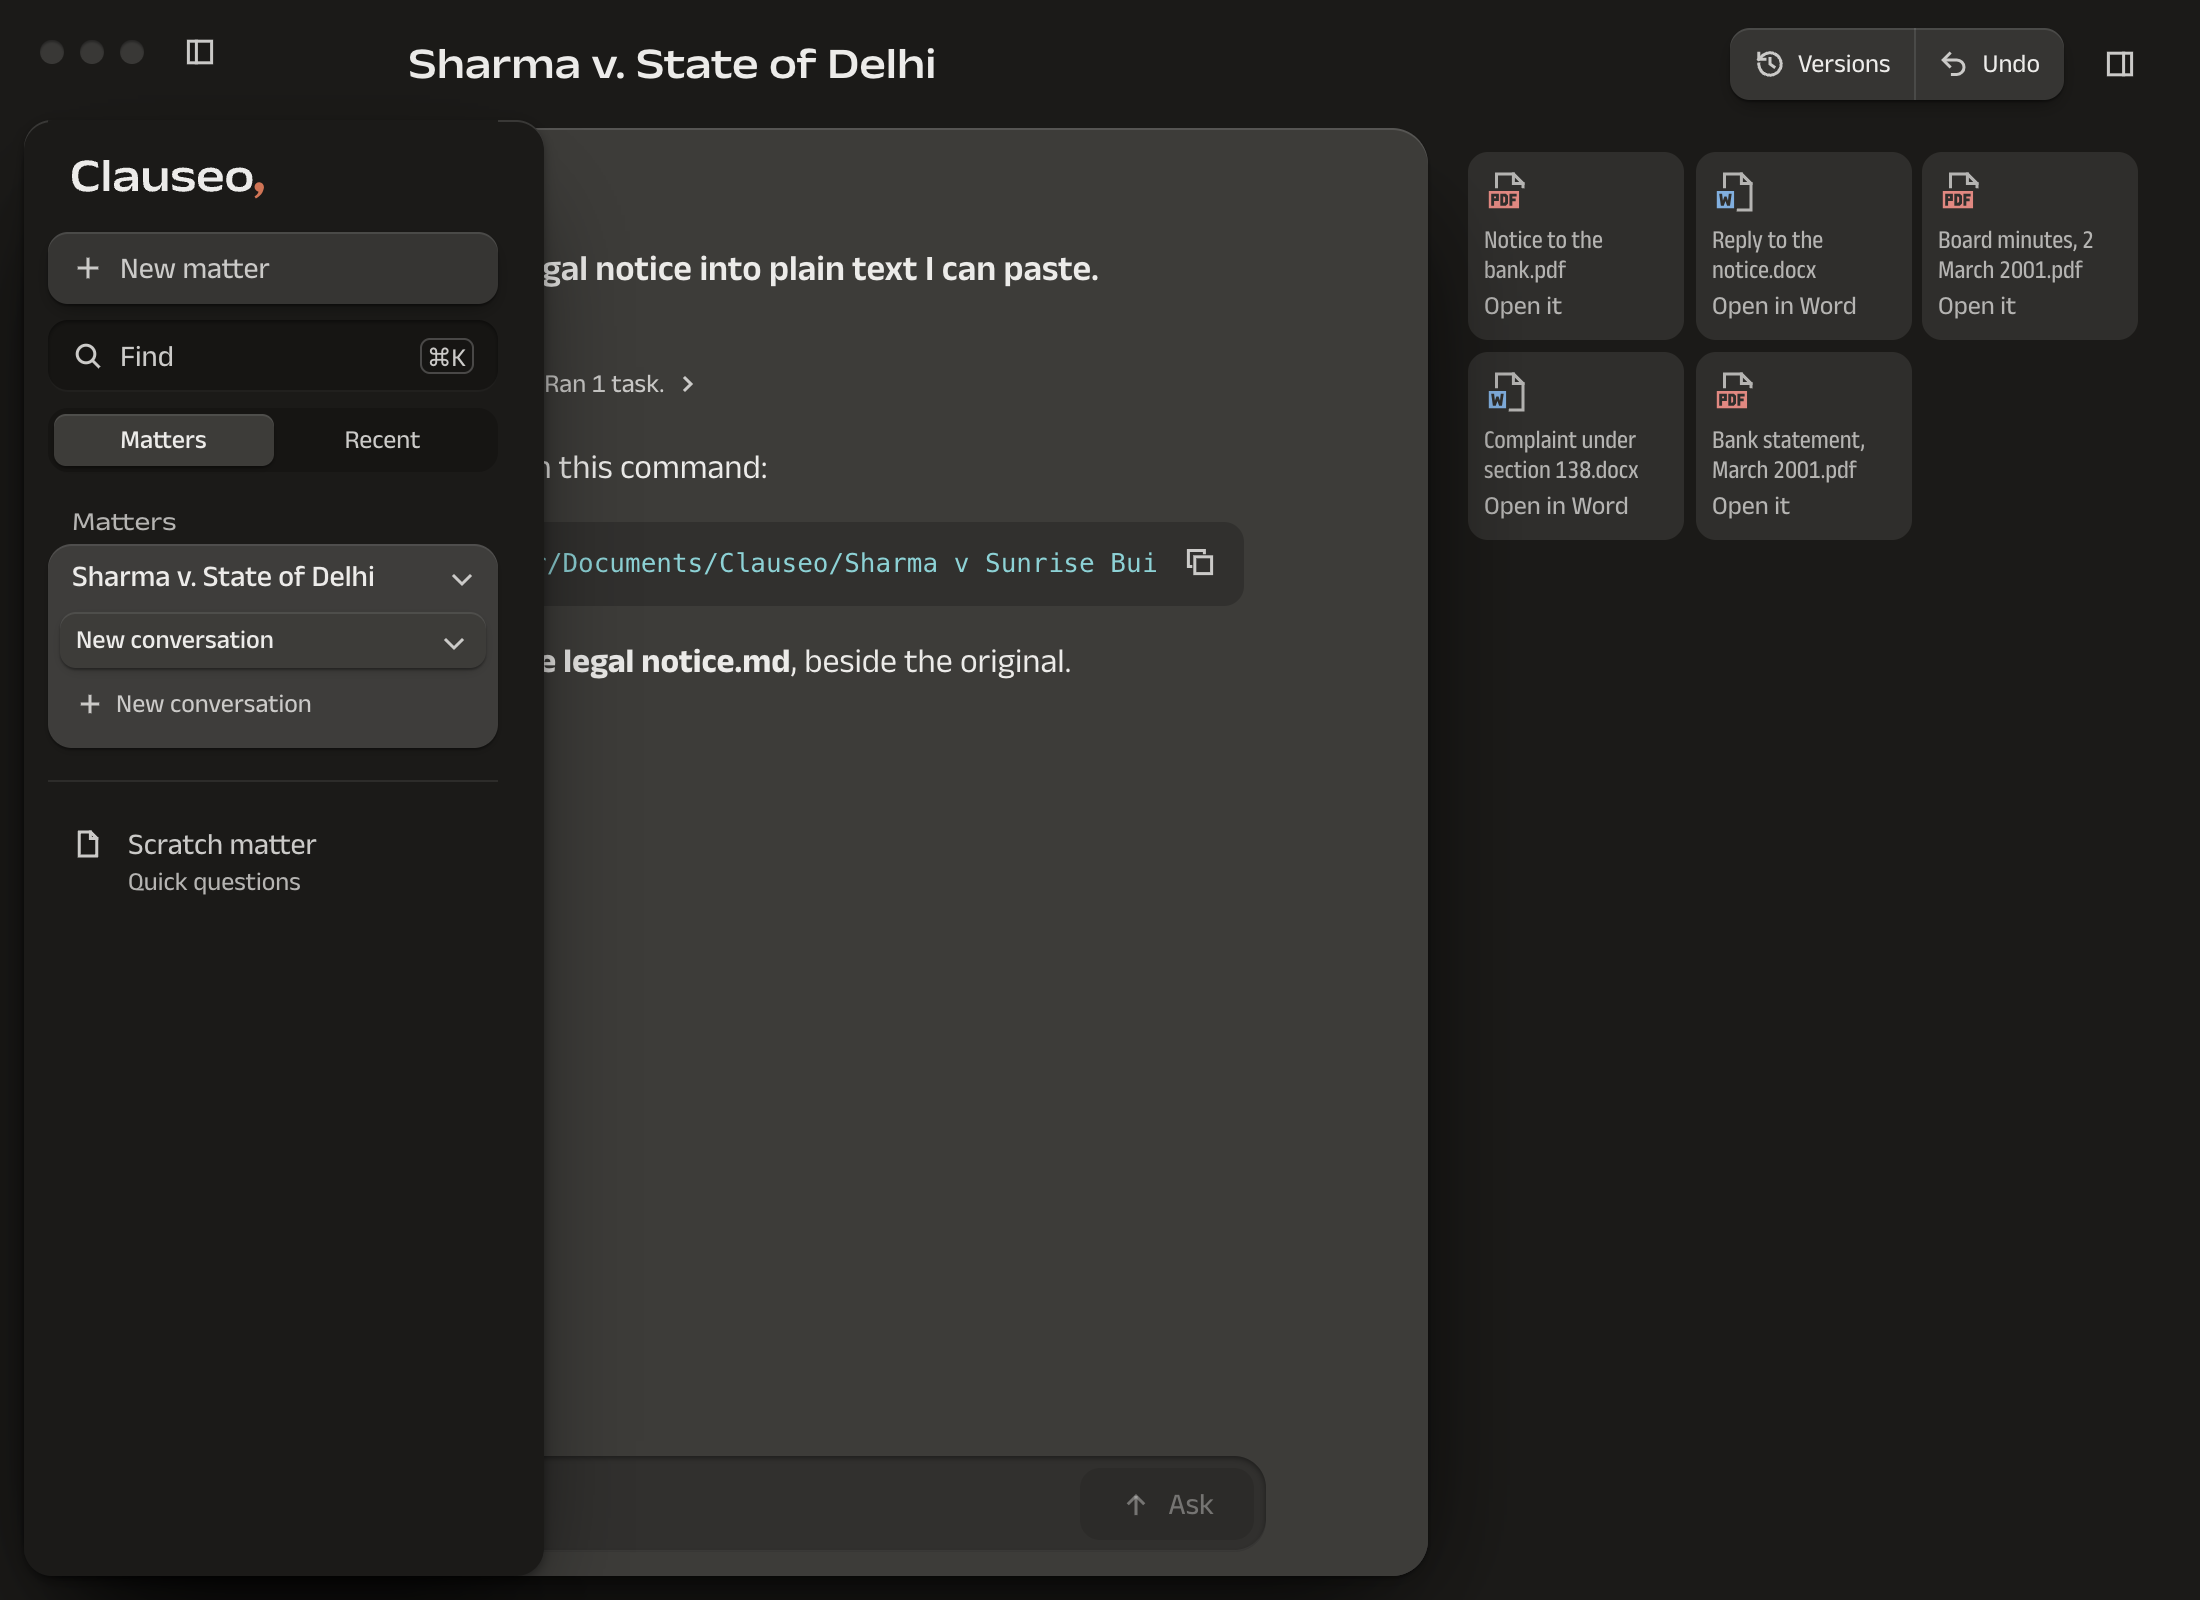 Sharma v. State of Delhi
Versions
Undo
Clauseo,
New matter
Find
⌘K
Matters
Recent
Matters
Sharma v. State of Delhi
New conversation
New conversation
Scratch matter
Quick questions
legal notice into plain text I can paste.
Ran 1 task.
this command:
/Documents/Clauseo/Sharma v Sunrise Bui
legal notice.md, beside the original.
Ask
PDF
Notice to the
bank.pdf
Open it
W
Reply to the
notice.docx
Open in Word
PDF
Board minutes, 2
March 2001.pdf
Open it
W
Complaint under
section 138.docx
Open in Word
PDF
Bank statement,
March 2001.pdf
Open it